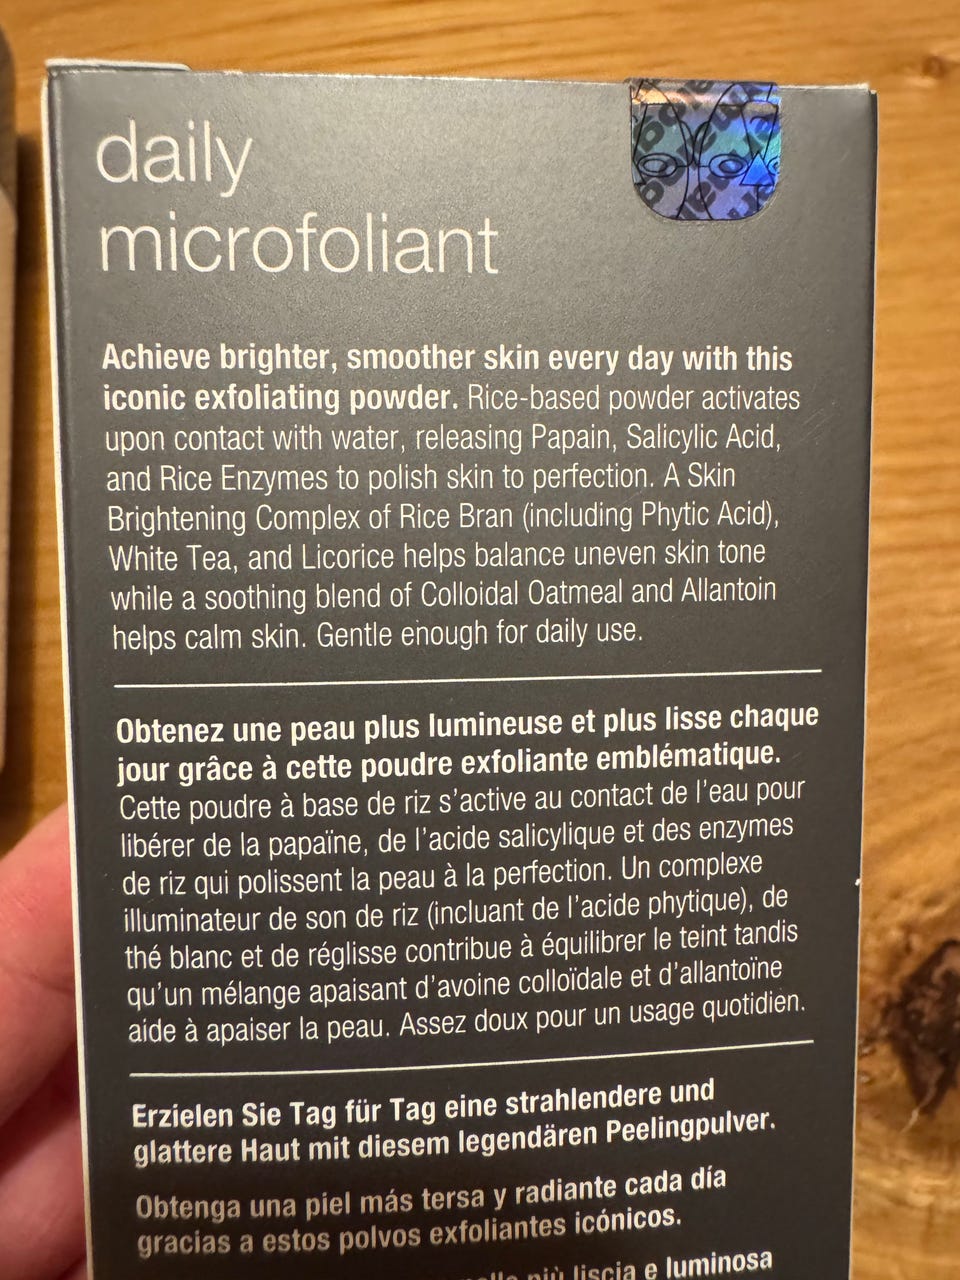 daily
microfoliant
Achieve brighter, smoother skin every day with this
iconic exfoliating powder. Rice-based powder activates
upon contact with water, releasing Papain, Salicylic Acid,
and Rice Enzymes to polish skin to perfection. A Skin
Brightening Complex of Rice Bran (including Phytic Acid),
White Tea, and Licorice helps balance uneven skin tone
while a soothing blend of Colloidal Oatmeal and Allantoin
helps calm skin. Gentle enough for daily use.
Obtenez une peau plus lumineuse et plus lisse chaque
jour grâce à cette poudre exfoliante emblématique.
Cette poudre à base de riz s'active au contact de l'eau pour
libérer de la papaïne, de l'acide salicylique et des enzymes
de riz qui polissent la peau à la perfection. Un complexe
illuminateur de son de riz (incluant de l'acide phytique), de
thé blanc et de réglisse contribue à équilibrer le teint tandis
qu'un mélange apaisant d'avoine colloïdale et d'allantoïne
aide à apaiser la peau. Assez doux pour un usage quotidien.
Erzielen Sie Tag für Tag eine strahlendere und
glattere Haut mit diesem legendären Peelingpulver.
Obtenga una piel más tersa y radiante cada día
gracias a estos polvos exfoliantes icónicos.
più liscia e luminosa